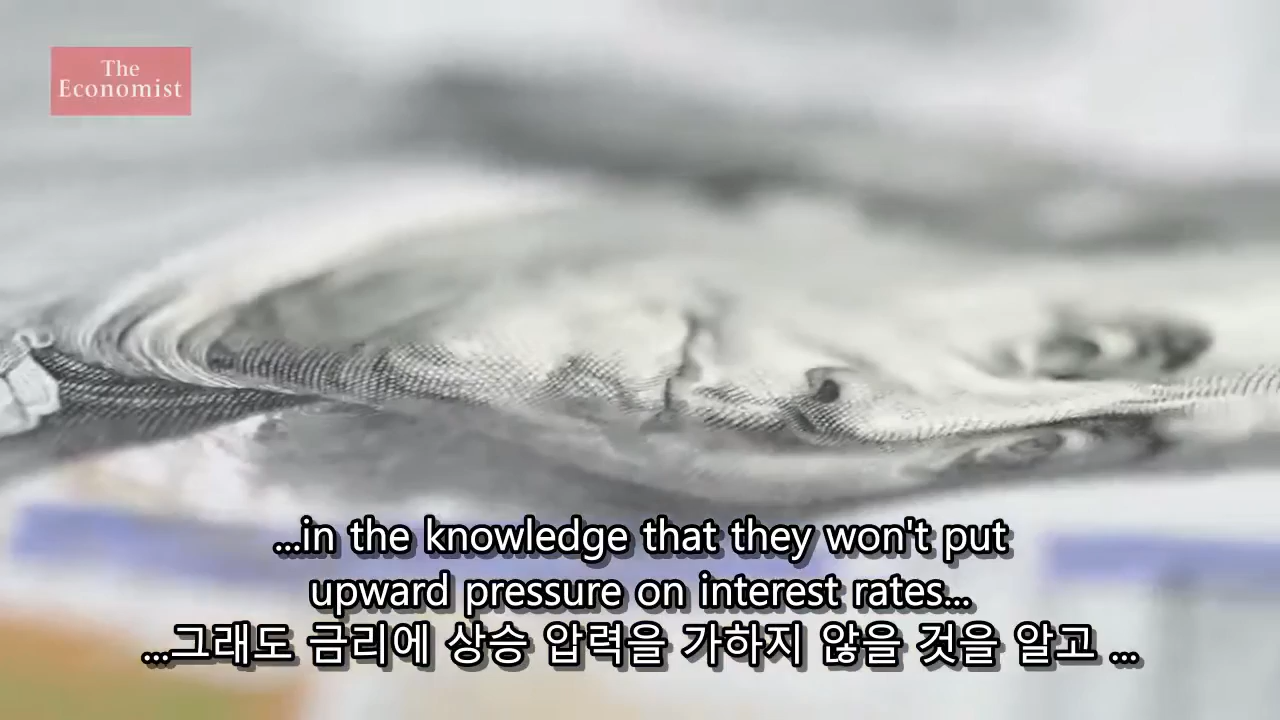 The
Economist
...in the knowledge that they won't put
upward pressure on interest rates...
...그래도 금리에 상승 압력을 가하지 않을 것을 알고 ...